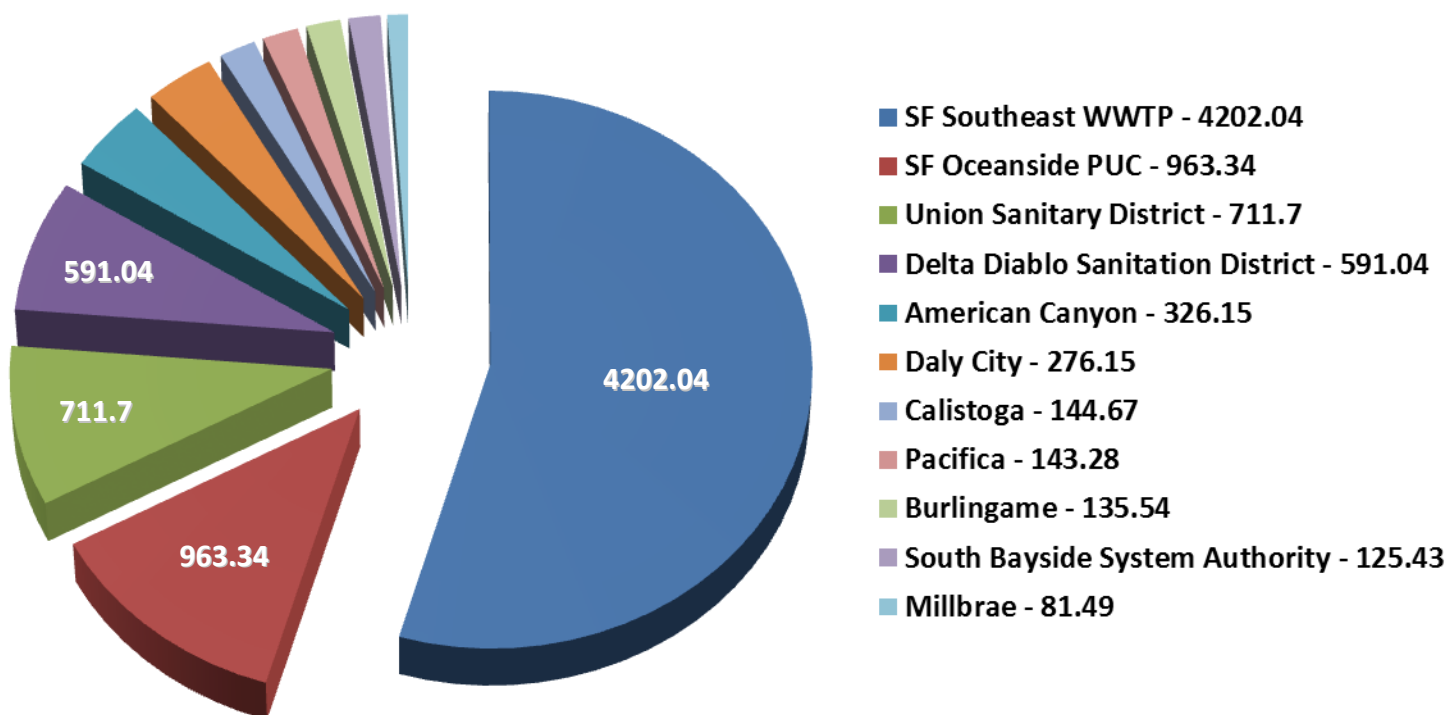 SF Southeast WWTP - 4202.04
SF Oceanside PUC - 963.34
Union Sanitary District - 711.7
Delta Diablo Sanitation District - 591.04
American Canyon - 326.15
Daly City - 276.15
Calistoga - 144.67
Pacifica - 143.28
Burlingame - 135.54
South Bayside System Authority - 125.43
Millbrae - 81.49
591.04
4202.04
711.7
963.34